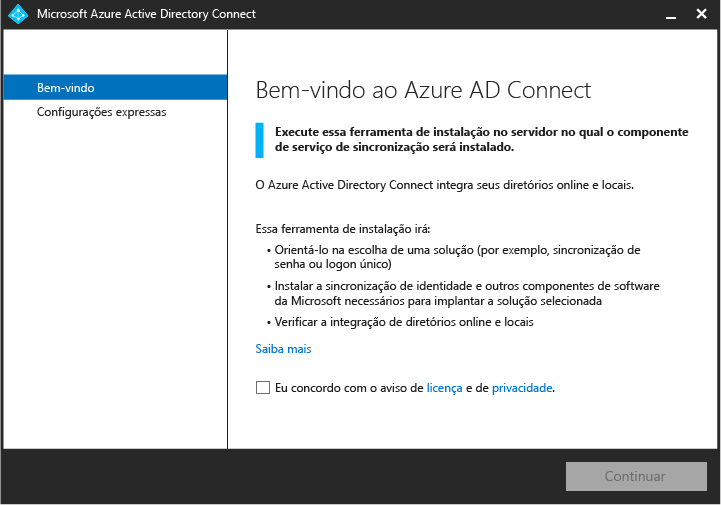 Microsoft Azure Active Directory Connect
Bem-vindo
Configurações expressas
Bem-vindo ao Azure AD Connect
Execute essa ferramenta de instalação no servidor no qual o componente
de serviço de sincronização será instalado.
O Azure Active Directory Connect integra seus diretórios online e locais.
Essa ferramenta de instalação irá:
• Orientá-lo na escolha de uma solução (por exemplo, sincronização de
senha ou logon único)
• Instalar a sincronização de identidade e outros componentes de software
da Microsoft necessários para implantar a solução selecionada
• Verificar a integração de diretórios online e locais
Saiba mais
Eu concordo com o aviso de licença e de privacidade.
Continuar